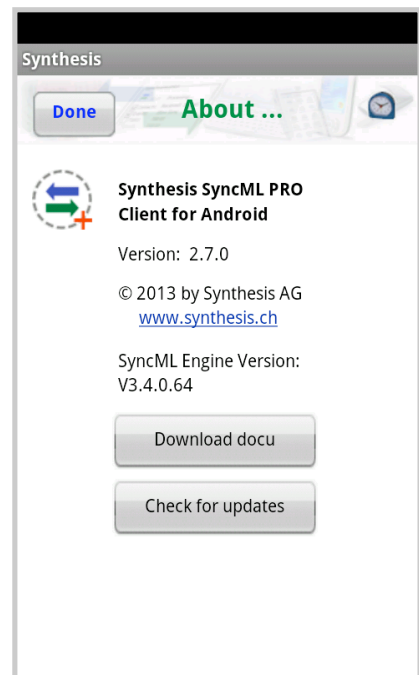 Synthesis
Done
About ...
Synthesis SyncML PRO
Client for Android
Version: 2.7.0
© 2013 by Synthesis AG
www.synthesis.ch
SyncML Engine Version:
V3.4.0.64
Download docu
Check for updates